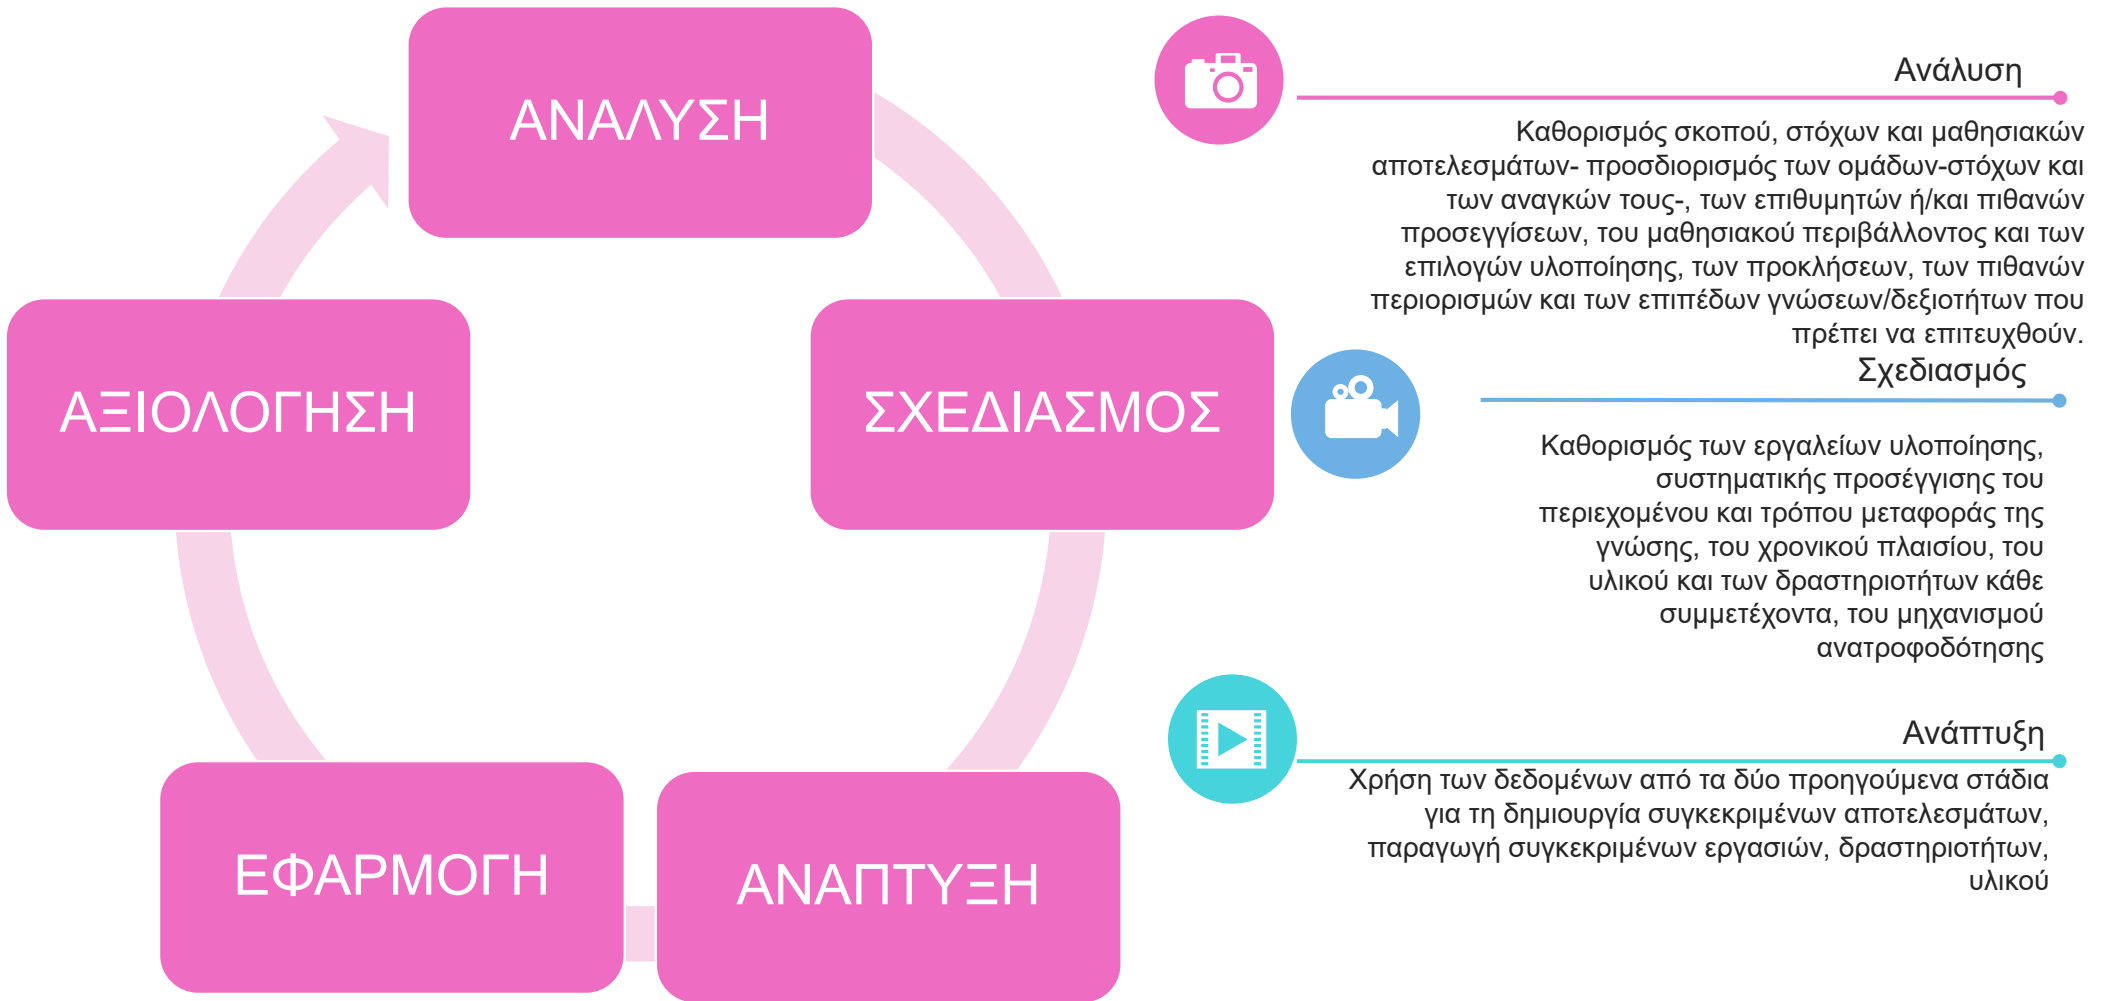 ΑΝΑΛΥΣΗ
ΣΧΕΔΙΑΣΜΟΣ
ΑΝΑΠΤΥΞΗ
ΕΦΑΡΜΟΓΗ
ΑΞΙΟΛΟΓΗΣΗ
Ανάλυση
Καθορισμός σκοπού, στόχων και μαθησιακών
αποτελεσμάτων- προσδιορισμός των ομάδων-στόχων και
των αναγκών τους-, των επιθυμητών ή/και πιθανών
προσεγγίσεων, του μαθησιακού περιβάλλοντος και των
επιλογών υλοποίησης, των προκλήσεων, των πιθανών
περιορισμών και των επιπέδων γνώσεων/δεξιοτήτων που
πρέπει να επιτευχθούν.
Σχεδιασμός
Καθορισμός των εργαλείων υλοποίησης,
συστηματικής προσέγγισης του
περιεχομένου και τρόπου μεταφοράς της
γνώσης, του χρονικού πλαισίου, του
υλικού και των δραστηριοτήτων κάθε
συμμετέχοντα, του μηχανισμού
ανατροφοδότησης
Ανάπτυξη
Χρήση των δεδομένων από τα δύο προηγούμενα στάδια
για τη δημιουργία συγκεκριμένων αποτελεσμάτων,
παραγωγή συγκεκριμένων εργασιών, δραστηριοτήτων,
υλικού